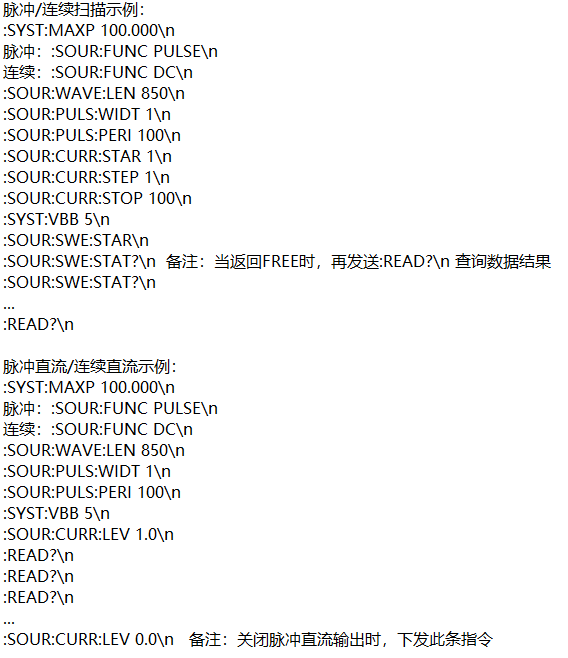 脉冲/连续扫描示例：
:SYST:MAXP 100.000\n
脉冲：:SOUR:FUNC PULSE\n
连续：:SOUR:FUNC DC\n
:SOUR:WAVE:LEN 850\n
:SOUR:PULS:WIDT 1\n
:SOUR:PULS:PERI 100\n
:SOUR:CURR:STAR 1\n
:SOUR:CURR:STEP 1\n
:SOUR:CURR:STOP 100\n
:SYST:VBB 5\n
:SOUR:SWE:STAR\n
:SOUR:SWE:STAT?\n  备注：当返回FREE时，再发送:READ?\n 查询数据结果
:SOUR:SWE:STAT?\n
...
:READ?\n

脉冲直流/连续直流示例：
:SYST:MAXP 100.000\n
脉冲：:SOUR:FUNC PULSE\n
连续：:SOUR:FUNC DC\n
:SOUR:WAVE:LEN 850\n
:SOUR:PULS:WIDT 1\n
:SOUR:PULS:PERI 100\n
:SYST:VBB 5\n
:SOUR:CURR:LEV 1.0\n
:READ?\n
:READ?\n
:READ?\n
...
:SOUR:CURR:LEV 0.0\n   备注：关闭脉冲直流输出时，下发此条指令